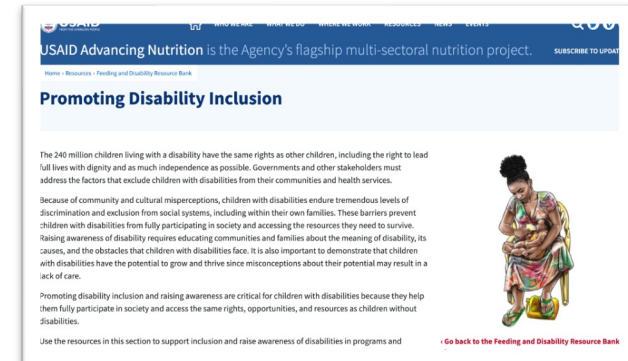 USAID
WHO WE ARE WHAT WE DO WHERE WE WORK RESOURCES NEWS EVENTS
USAID Advancing Nutrition is the Agency's flagship multi-sectoral nutrition project. SUBSCRIBE TO UPDAT
Home › Resources › Feeding and Disability Resource Bank
Promoting Disability Inclusion
The 240 million children living with a disability have the same rights as other children, including the right to lead
full lives with dignity and as much independence as possible. Governments and other stakeholders must
address the factors that exclude children with disabilities from their communities and health services.
Because of community and cultural misperceptions, children with disabilities endure tremendous levels of
discrimination and exclusion from social systems, including within their own families. These barriers prevent
children with disabilities from fully participating in society and accessing the resources they need to survive.
Raising awareness of disability requires educating communities and families about the meaning of disability, its
causes, and the obstacles that children with disabilities face. It is also important to demonstrate that children
with disabilities have the potential to grow and thrive since misconceptions about their potential may result in a
lack of care.
Promoting disability inclusion and raising awareness are critical for children with disabilities because they help
them fully participate in society and access the same rights, opportunities, and resources as children without
disabilities.
Use the resources in this section to support inclusion and raise awareness of disabilities in programs and
‹ Go back to the Feeding and Disability Resource Bank